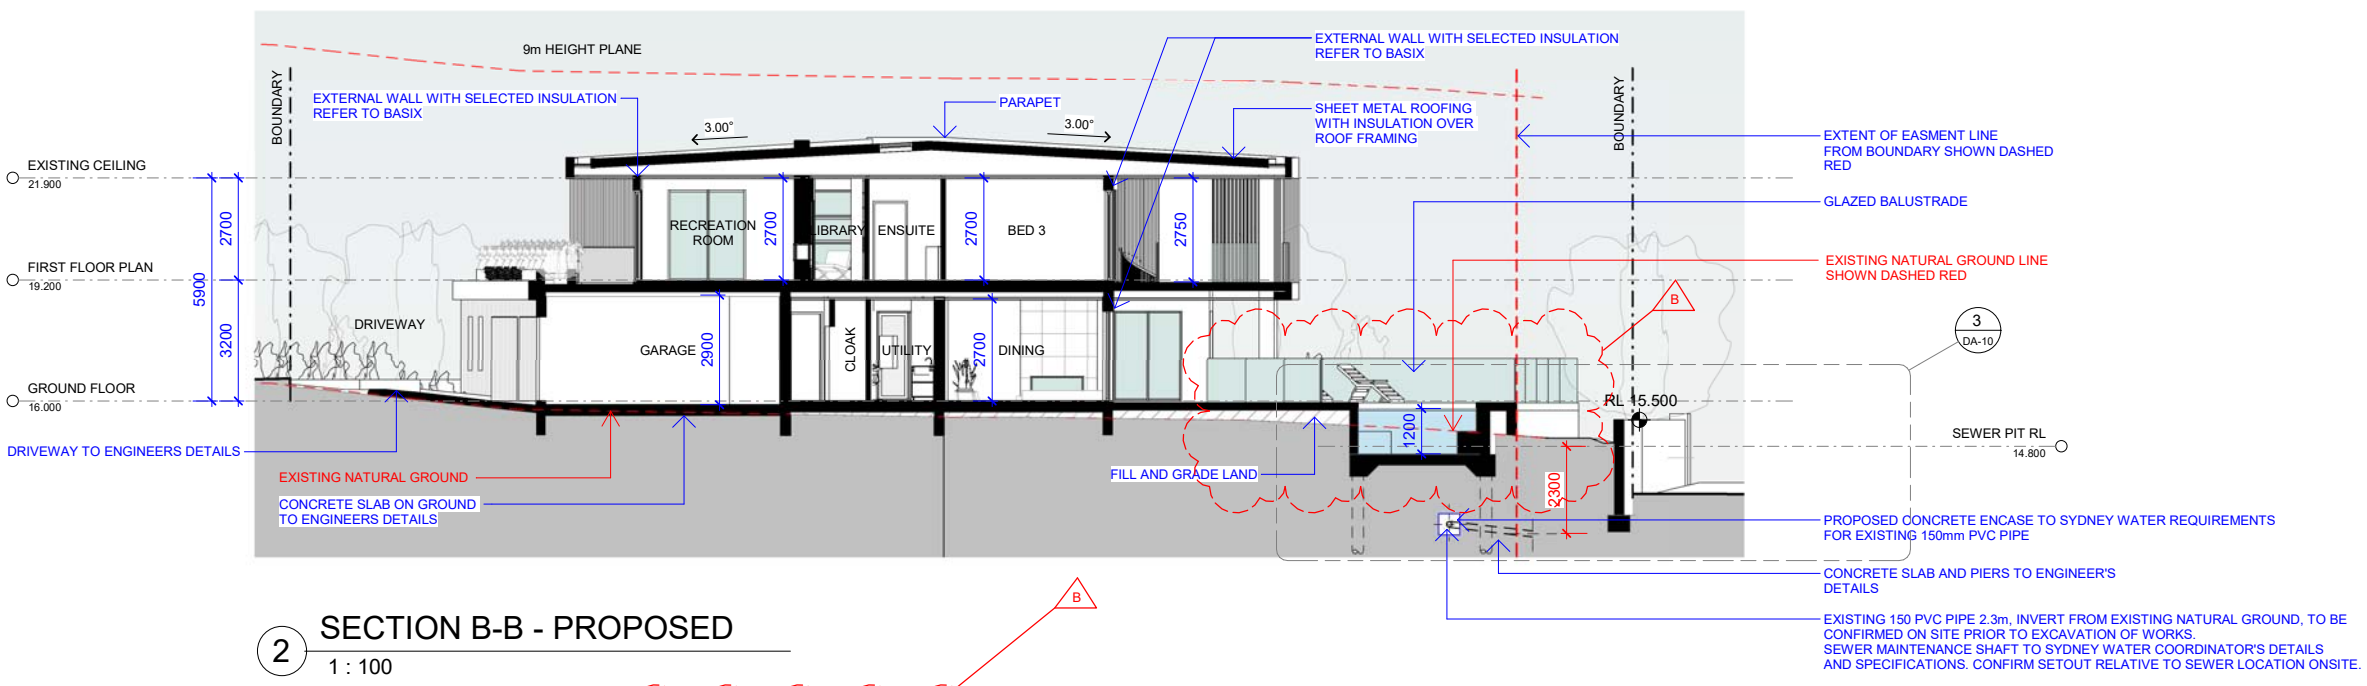 9m HEIGHT PLANE
EXTERNAL WALL WITH SELECTED INSULATION
REFER TO BASIX
BOUNDARY
BOUNDARY
EXTERNAL WALL WITH SELECTED INSULATION
REFER TO BASIX
PARAPET
SHEET METAL ROOFING
WITH INSULATION OVER
ROOF FRAMING
3.00°
3.00°
EXTENT OF EASMENT LINE
FROM BOUNDARY SHOWN DASHED
RED
EXISTING CEILING
21.900
GLAZED BALUSTRADE
2700
RECREATION
ROOM
2700
LIBRARY
ENSUITE
2700
BED 3
2750
EXISTING NATURAL GROUND LINE
SHOWN DASHED RED
FIRST FLOOR PLAN
19.200
5900
B
3
DA-10
DRIVEWAY
3200
GARAGE
2900
CLOAK
UTILITY
2700
DINING
GROUND FLOOR
16.000
RL 15.500
1200
SEWER PIT RL
14.800
DRIVEWAY TO ENGINEERS DETAILS
EXISTING NATURAL GROUND
FILL AND GRADE LAND
2300
CONCRETE SLAB ON GROUND
TO ENGINEERS DETAILS
PROPOSED CONCRETE ENCASE TO SYDNEY WATER REQUIREMENTS
FOR EXISTING 150mm PVC PIPE
CONCRETE SLAB AND PIERS TO ENGINEER'S
DETAILS
B
EXISTING 150 PVC PIPE 2.3m, INVERT FROM EXISTING NATURAL GROUND, TO BE
CONFIRMED ON SITE PRIOR TO EXCAVATION OF WORKS.
SEWER MAINTENANCE SHAFT TO SYDNEY WATER COORDINATOR'S DETAILS
AND SPECIFICATIONS. CONFIRM SETOUT RELATIVE TO SEWER LOCATION ONSITE.
2
SECTION B-B - PROPOSED
1 : 100